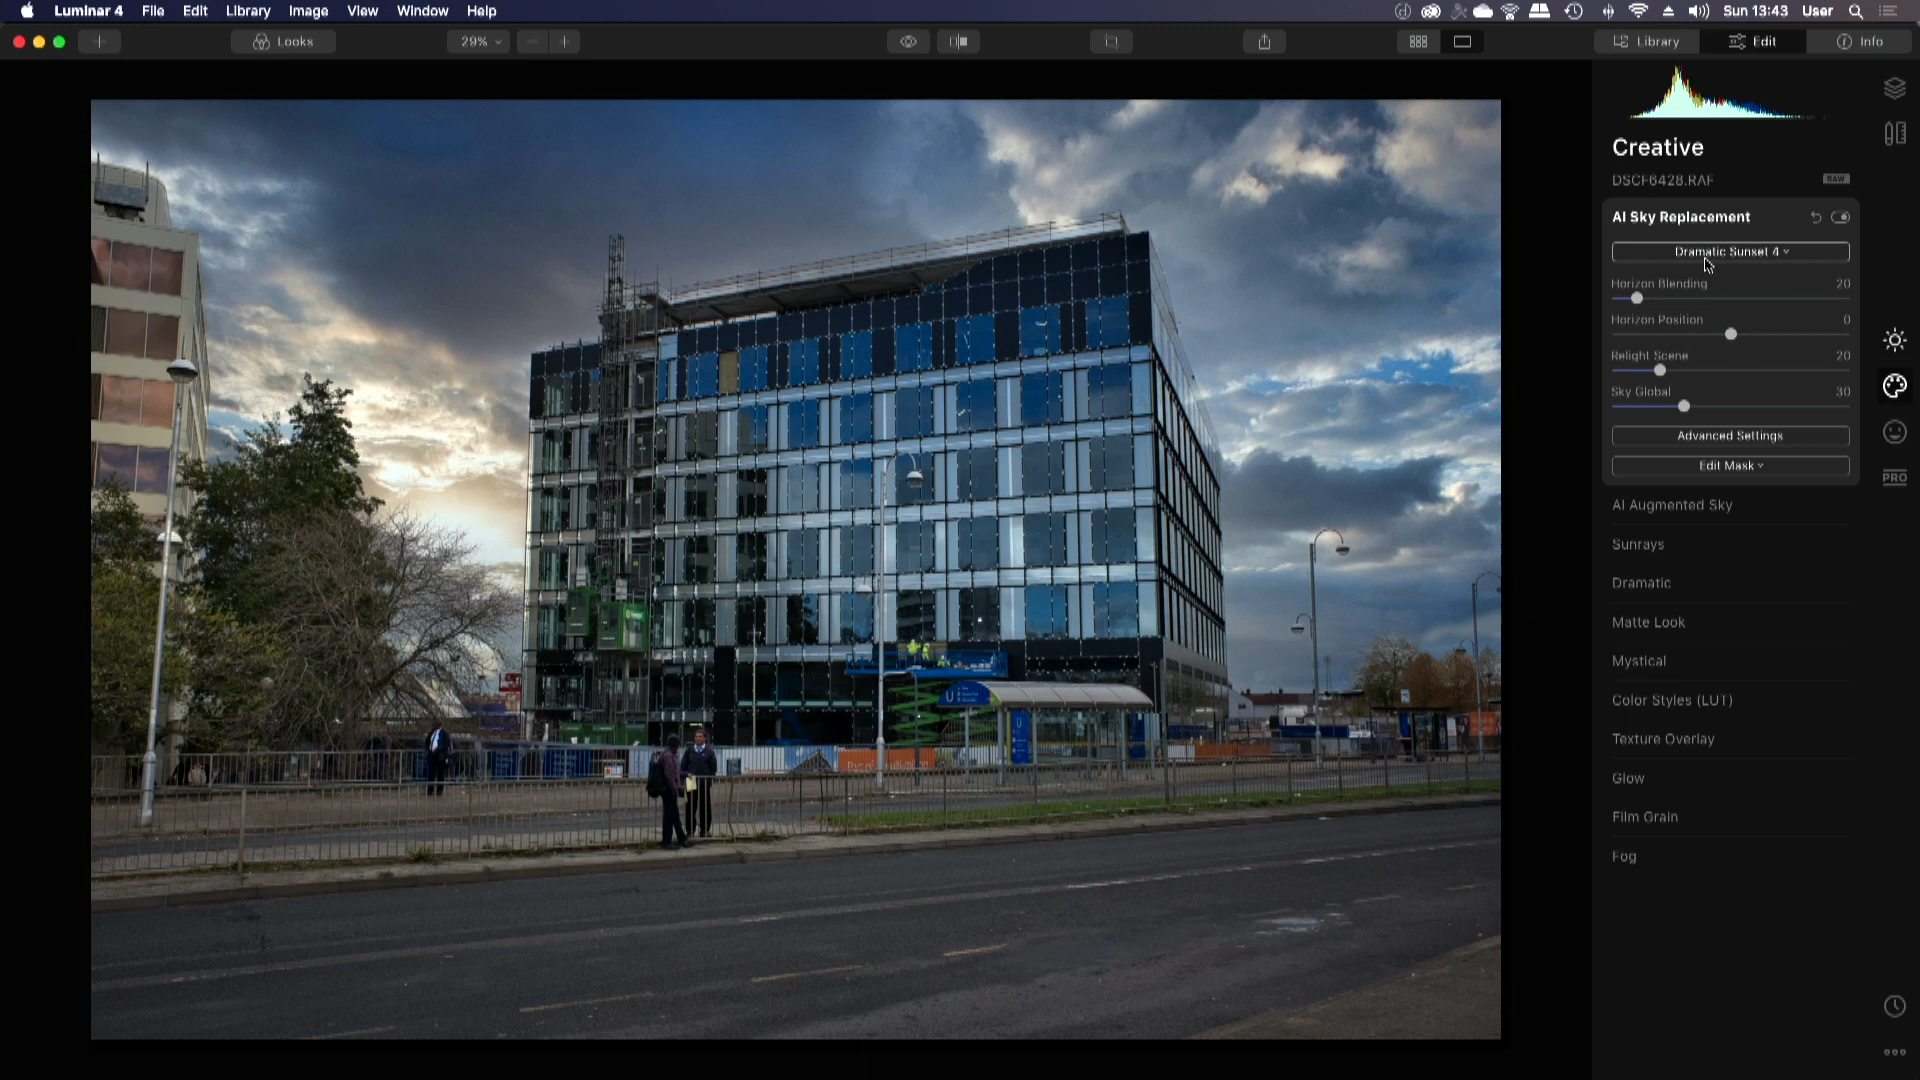 Luminar 4 File Edit Library Image View Window Help Sun 13:43 User
Looks 29% Library Edit Info
Creative
DSCF6428.RAF RAW
AI Sky Replacement
Dramatic Sunset 4
Horizon Blending 20
Horizon Position 0
Relight Scene 20
Sky Global 30
Advanced Settings
Edit Mask
PRO
AI Augmented Sky
Sunrays
Dramatic
Matte Look
Mystical
Color Styles (LUT)
Texture Overlay
Glow
Film Grain
Fog
U
U